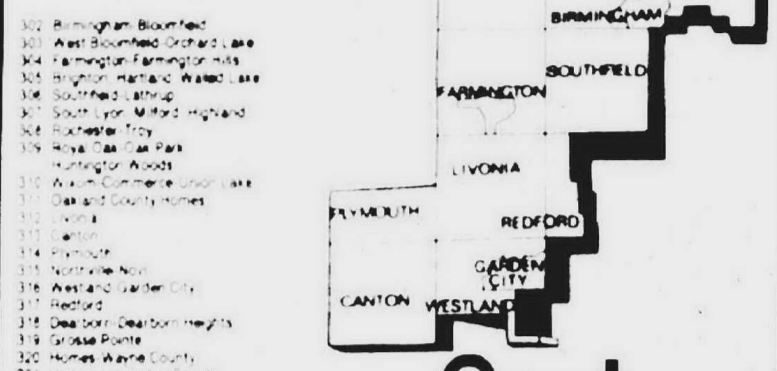 302 Birmingham-Bloomfield
303 West Bloomfield-Orchard Lake
304 Farmington-Farmington Hills
305 Brighton, Hartland, Walled Lake
306 Southfield-Lathrup
307 South Lyon, Milford, Highland
308 Rochester-Troy
309 Royal Oak-Oak Park
Huntington Woods
310 Wixom-Commerce-Union Lake
311 Oakland County Homes
312 Livonia
313 Canton
314 Plymouth
315 Northville-Novi
316 Westland-Garden City
317 Redford
318 Dearborn-Dearborn Heights
319 Grosse Pointe
320 Homes-Wayne County
BIRMINGHAM
SOUTHFIELD
FARMINGTON
LIVONIA
PLYMOUTH
REDFORD
GARDEN
CITY
CANTON
WESTLAND